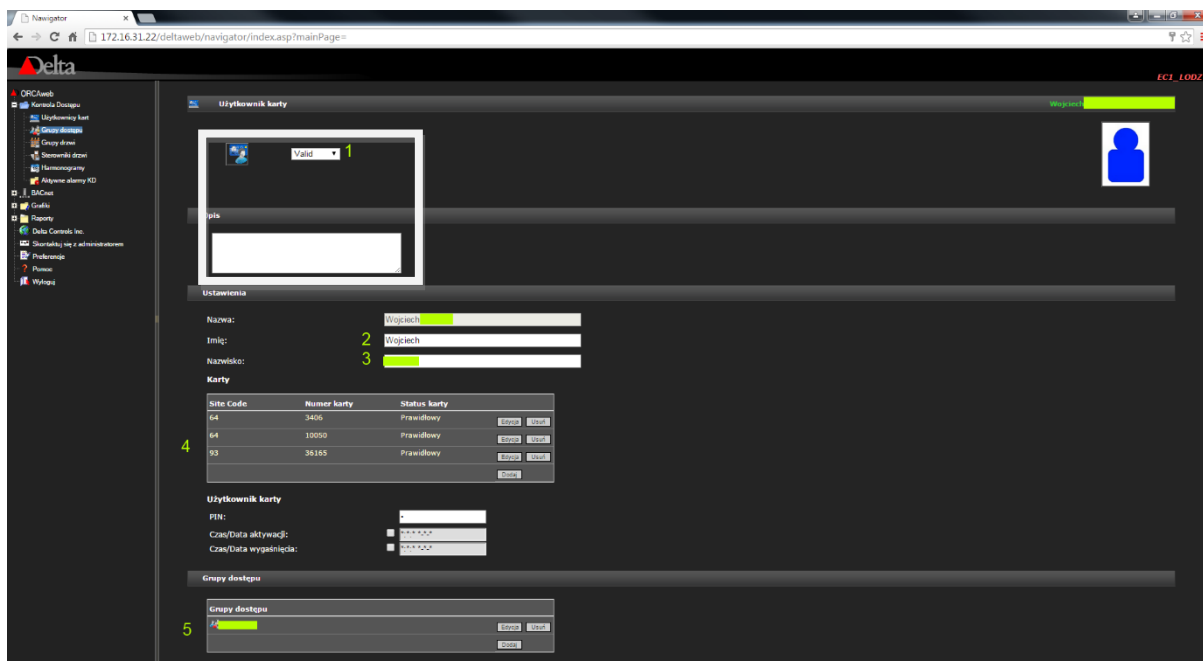 Nawigator
172.16.31.22/deltaweb/navigator/index.asp?mainPage=
Delta
EC1_LODZ
ORCAweb
Kontrola Dostępu
Użytkownicy kart
Grupy dostępu
Grupy drzwi
Sterowniki drzwi
Harmonogramy
Aktywne alarmy KD
BACnet
Grafiki
Raporty
Delta Controls Inc.
Skontaktuj się z administratorem
Preferencje
Pomoc
Wyloguj
Użytkownik karty
Wojciech
Valid 1
pis
Ustawienia
Nazwa: Wojciech
Imię: 2 Wojciech
Nazwisko: 3
Karty
Site Code Numer karty Status karty
64 3406 Prawidłowy Edycja Usuń
64 10050 Prawidłowy Edycja Usuń
4
93 36165 Prawidłowy Edycja Usuń
Dodaj
Użytkownik karty
PIN: *
Czas/Data aktywacji: *:*:* *-*-*
Czas/Data wygaśnięcia: *:*:* *-*-*
Grupy dostępu
Grupy dostępu
5 Edycja Usuń
Dodaj